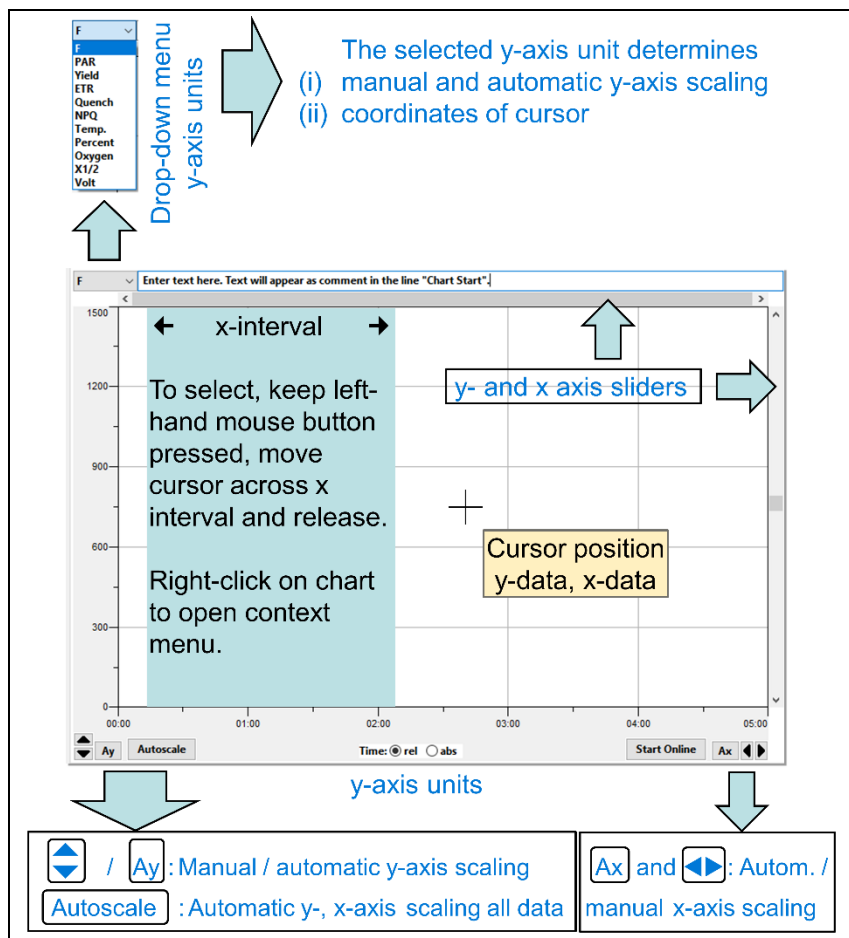 F
F
PAR
Yield
ETR
Quench
NPQ
Temp.
Percent
Oxygen
X1/2
Volt
Drop-down menu
y-axis units
The selected y-axis unit determines
(i) manual and automatic y-axis scaling
(ii) coordinates of cursor
F Enter text here. Text will appear as comment in the line "Chart Start".
1500
1200
900
600
300
0
x-interval
To select, keep left-
hand mouse button
pressed, move
cursor across x
interval and release.
Right-click on chart
to open context
menu.
y- and x axis sliders
Cursor position
y-data, x-data
00:00 01:00 02:00 03:00 04:00 05:00
Ay Autoscale Time: rel abs Start Online Ax
y-axis units
/ Ay : Manual / automatic y-axis scaling
Autoscale : Automatic y-, x-axis scaling all data
Ax and : Autom. /
manual x-axis scaling